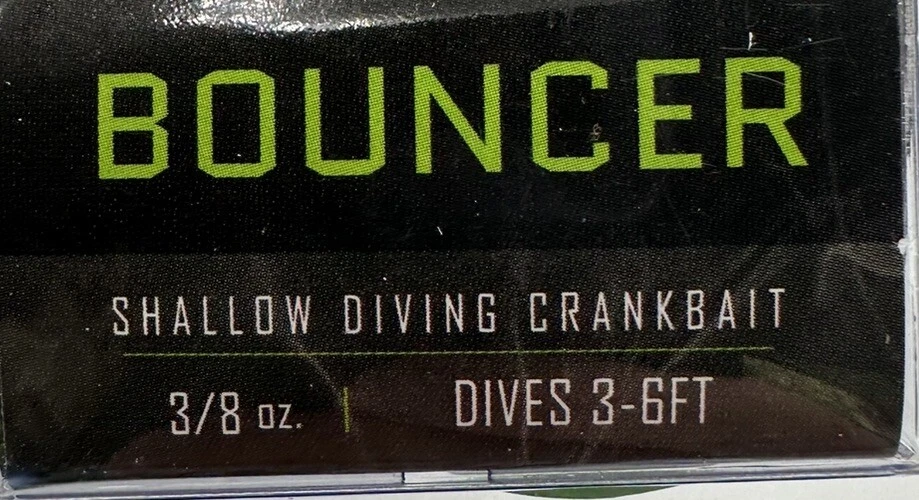 BOUNCER
SHALLOW DIVING CRANKBAIT
3/8 oz. | DIVES 3-6FT